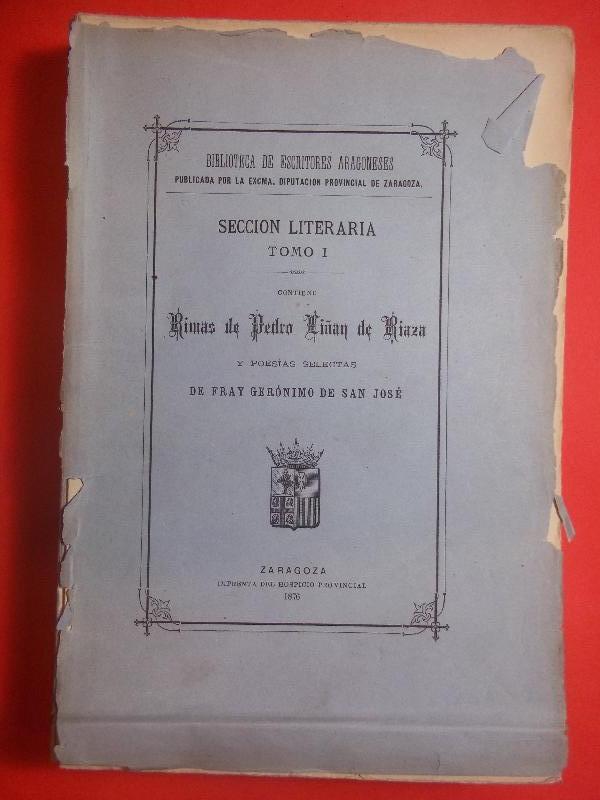 BIBLIOTECA DE ESCRITORES ARAGONESES
PUBLICADA POR LA EXCMA. DIPUTACION PROVINCIAL DE ZARAGOZA.
SECCION LITERARIA
TOMO I
CONTIENE
Rimas de Pedro Liñan de Riaza
Y POESÍAS SELECTAS
DE FRAY GERÓNIMO DE SAN JOSÉ
ZARAGOZA
IMPRENTA DEL HOSPICIO PROVINCIAL
1876